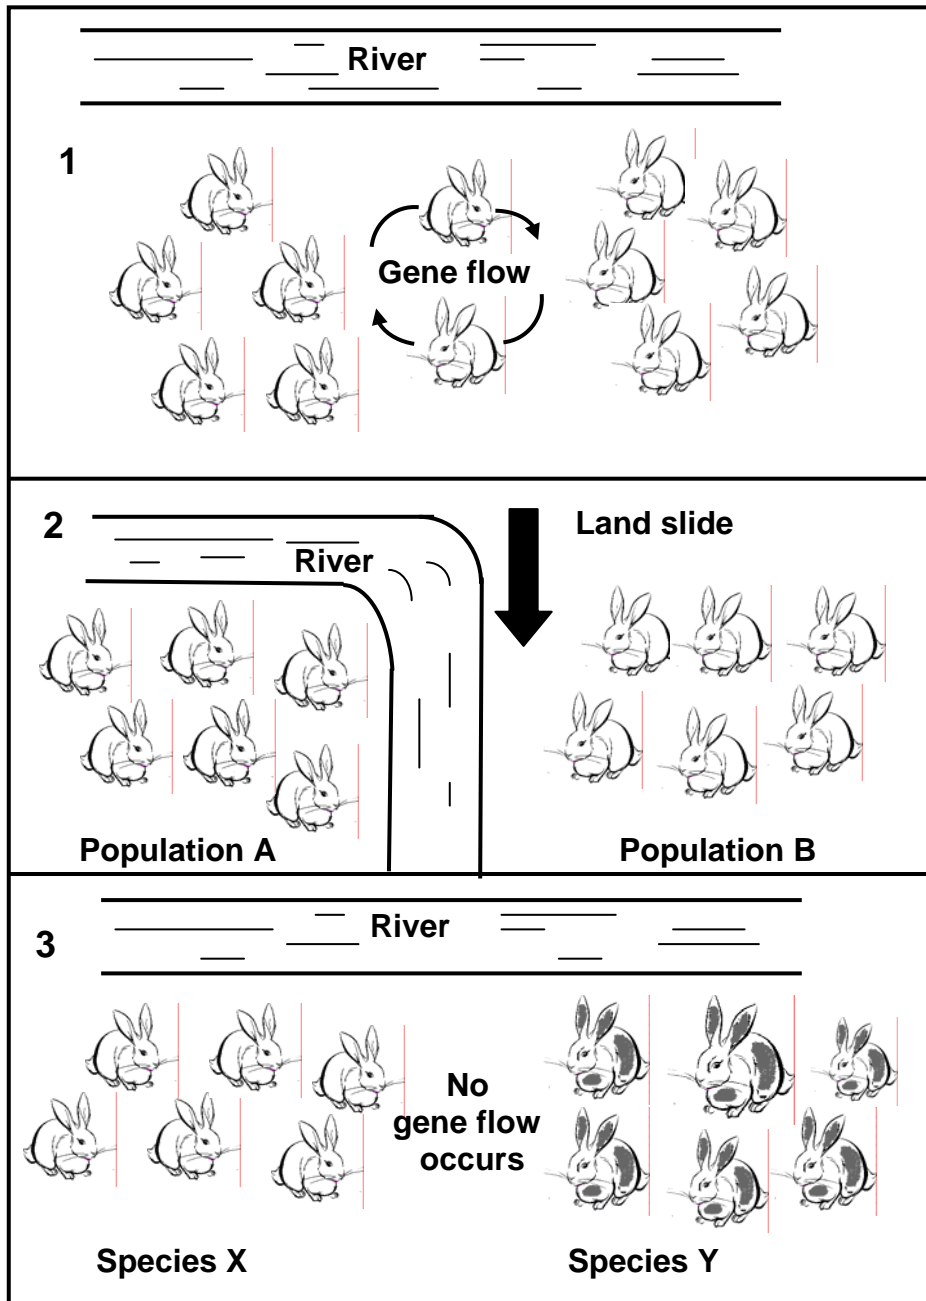 River
1
Gene flow
2
Land slide
River
Population A
Population B
River
3
No
gene flow
occurs
Species X
Species Y